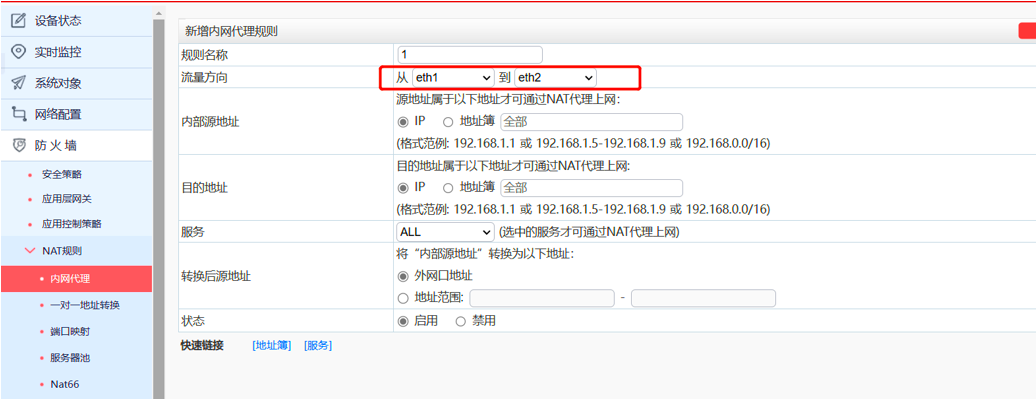 设备状态
实时监控
系统对象
网络配置
防 火 墙
安全策略
应用层网关
应用控制策略
NAT规则
内网代理
一对一地址转换
端口映射
服务器池
Nat66
新增内网代理规则
规则名称 1
流量方向 从 eth1 到 eth2
内部源地址
源地址属于以下地址才可通过NAT代理上网：
IP 地址簿 全部
(格式范例: 192.168.1.1 或 192.168.1.5-192.168.1.9 或 192.168.0.0/16)
目的地址
目的地址属于以下地址才可通过NAT代理上网:
IP 地址簿 全部
(格式范例: 192.168.1.1 或 192.168.1.5-192.168.1.9 或 192.168.0.0/16)
服务 ALL (选中的服务才可通过NAT代理上网)
转换后源地址
将“内部源地址”转换为以下地址：
外网口地址
地址范围: -
状态 启用 禁用
快速链接 [地址簿] [服务]